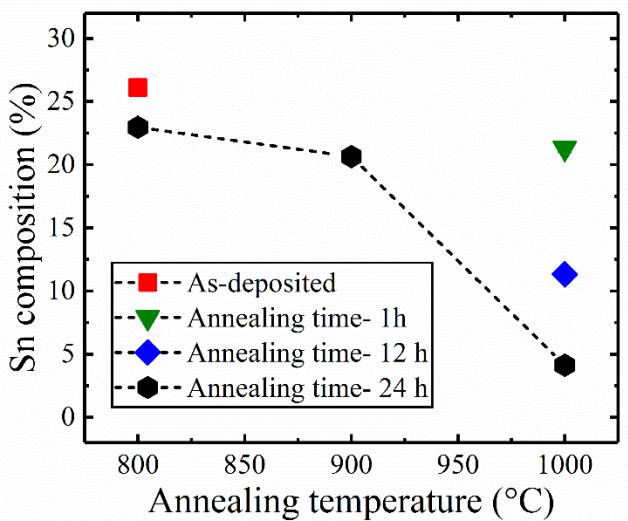 Sn composition (%)
30
25
20
15
10
5
0
As-deposited
Annealing time- 1h
Annealing time- 12 h
Annealing time- 24 h
800 850 900 950 1000
Annealing temperature (°C)